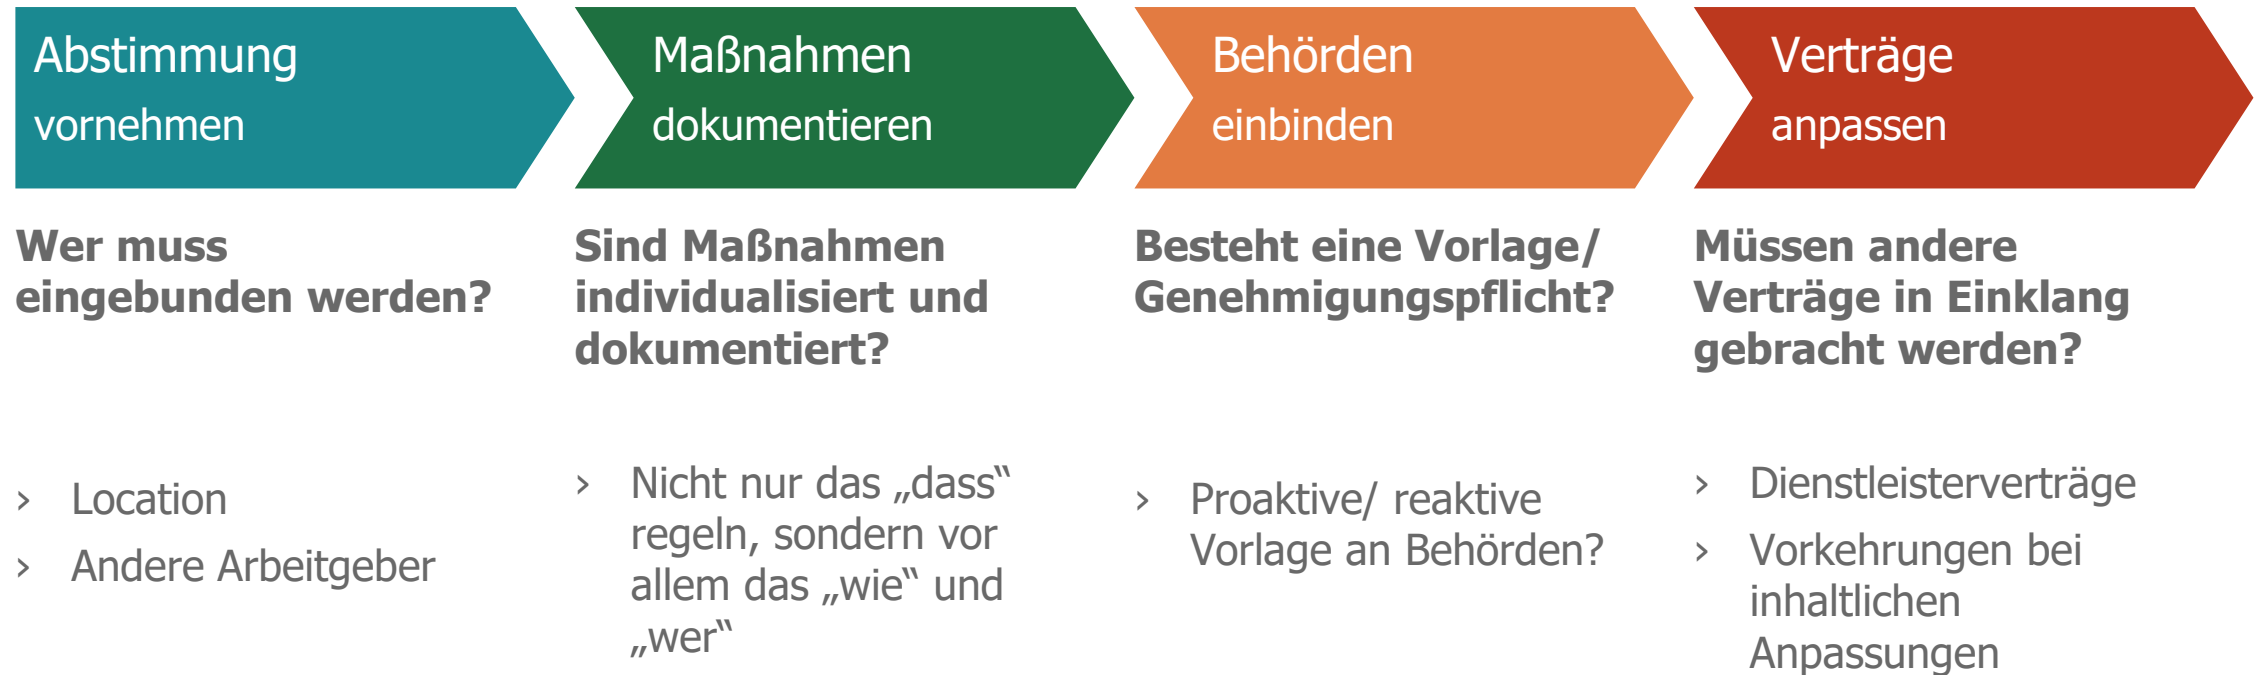 Abstimmung
vornehmen
Maßnahmen
dokumentieren
Behörden
einbinden
Verträge
anpassen
Wer muss
eingebunden werden?
› Location
› Andere Arbeitgeber
Sind Maßnahmen
individualisiert und
dokumentiert?
› Nicht nur das „dass“
regeln, sondern vor
allem das „wie“ und
„wer“
Besteht eine Vorlage/
Genehmigungspflicht?
› Proaktive/ reaktive
Vorlage an Behörden?
Müssen andere
Verträge in Einklang
gebracht werden?
› Dienstleisterverträge
› Vorkehrungen bei
inhaltlichen
Anpassungen